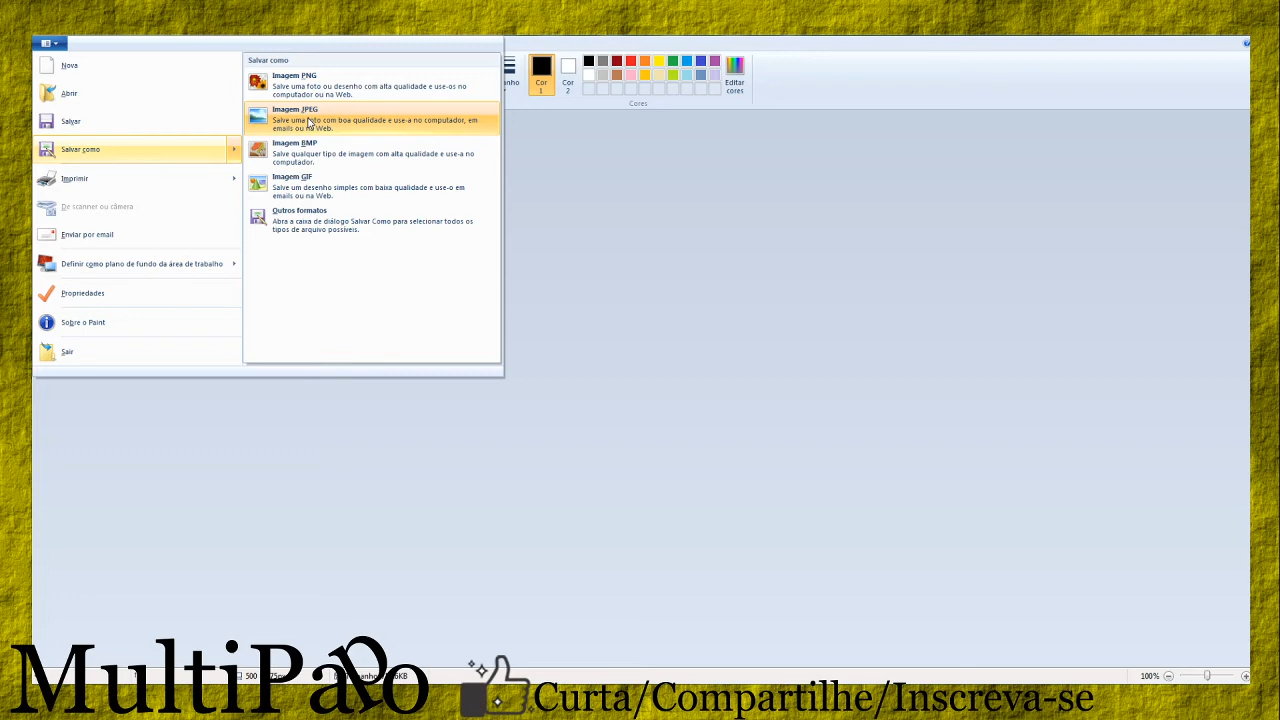 Nova
Abrir
Salvar
Salvar como
Imprimir
De scanner ou câmera
Enviar por email
Definir como plano de fundo da área de trabalho
Propriedades
Sobre o Paint
Sair
Salvar como
Imagem PNG
Salve uma foto ou desenho com alta qualidade e use-os no
computador ou na Web.
Imagem JPEG
Salve uma foto com boa qualidade e use-a no computador, em
emails ou na Web.
Imagem BMP
Salve qualquer tipo de imagem com alta qualidade e use-a no
computador.
Imagem GIF
Salve um desenho simples com baixa qualidade e use-o em
emails ou na Web.
Outros formatos
Abra a caixa de diálogo Salvar Como para selecionar todos os
tipos de arquivo possíveis.
Cor
1
Cor
2
Editar
cores
Cores
100%
Curta/Compartilhe/Inscreva-se